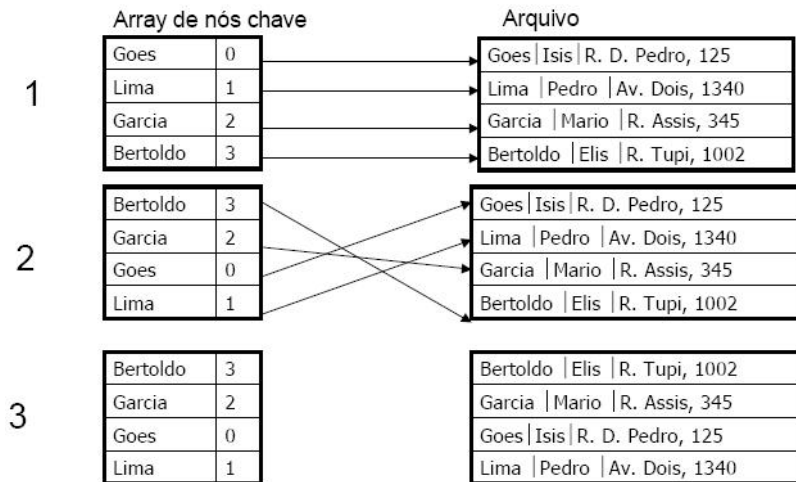 Array de nós chave Arquivo
1
Goes 0 Goes|Isis|R. D. Pedro, 125
Lima 1 Lima |Pedro |Av. Dois, 1340
Garcia 2 Garcia |Mario |R. Assis, 345
Bertoldo 3 Bertoldo |Elis |R. Tupi, 1002
2
Bertoldo 3 Goes|Isis|R. D. Pedro, 125
Garcia 2 Lima |Pedro |Av. Dois, 1340
Goes 0 Garcia |Mario |R. Assis, 345
Lima 1 Bertoldo |Elis |R. Tupi, 1002
3
Bertoldo 3 Bertoldo |Elis |R. Tupi, 1002
Garcia 2 Garcia |Mario |R. Assis, 345
Goes 0 Goes|Isis|R. D. Pedro, 125
Lima 1 Lima |Pedro |Av. Dois, 1340